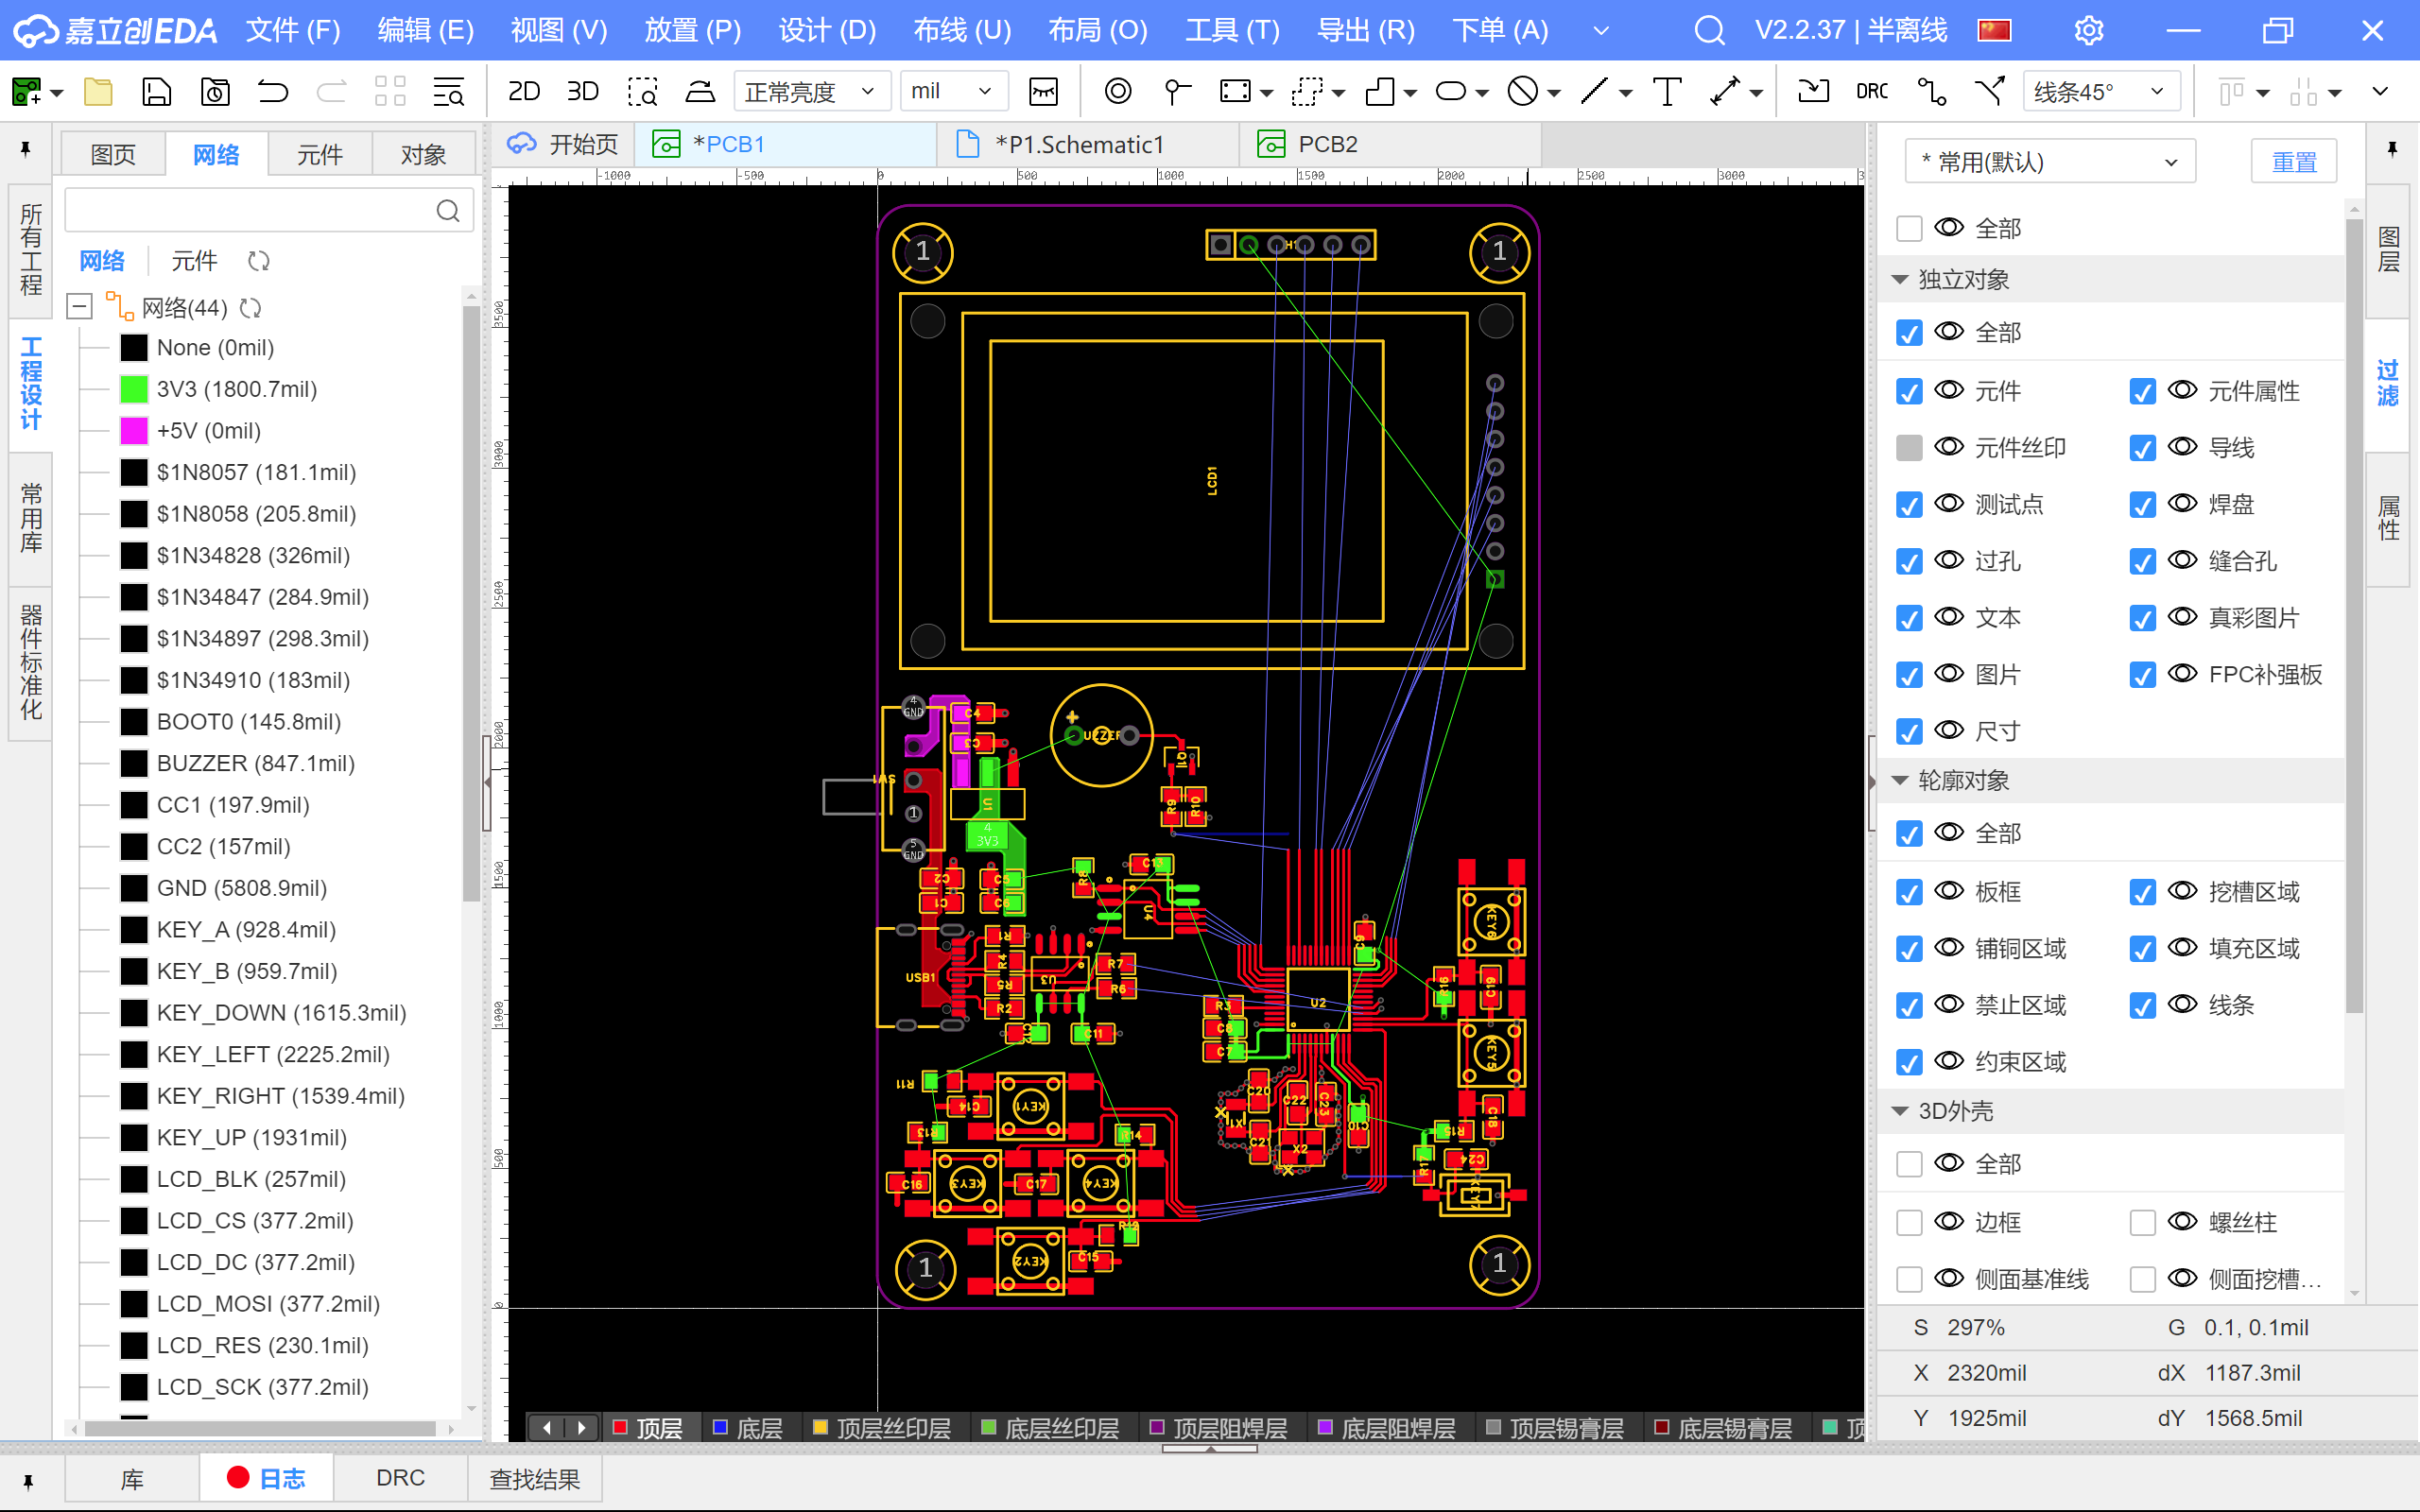 嘉立创EDA 文件 (F) 编辑 (E) 视图 (V) 放置 (P) 设计 (D) 布线 (U) 布局 (O) 工具 (T) 导出 (R) 下单 (A) V2.2.37 | 半离线
2D 3D 正常亮度 mil T DRC 线条45°
图页 网络 元件 对象
开始页 *PCB1 *P1.Schematic1 PCB2
* 常用(默认) 重置
所有工程
工程设计
常用库
器件标准化
网络 元件
网络(44)
None (0mil)
3V3 (1800.7mil)
+5V (0mil)
$1N8057 (181.1mil)
$1N8058 (205.8mil)
$1N34828 (326mil)
$1N34847 (284.9mil)
$1N34897 (298.3mil)
$1N34910 (183mil)
BOOT0 (145.8mil)
BUZZER (847.1mil)
CC1 (197.9mil)
CC2 (157mil)
GND (5808.9mil)
KEY_A (928.4mil)
KEY_B (959.7mil)
KEY_DOWN (1615.3mil)
KEY_LEFT (2225.2mil)
KEY_RIGHT (1539.4mil)
KEY_UP (1931mil)
LCD_BLK (257mil)
LCD_CS (377.2mil)
LCD_DC (377.2mil)
LCD_MOSI (377.2mil)
LCD_RES (230.1mil)
LCD_SCK (377.2mil)
-1000 -500 0 500 1000 1500 2000 2500 3000
3500
3000
2500
2000
1500
1000
500
0
1 H1 1
LCD1
4
GND
C4
C3
UZZER
Q1
SW1
1
U1
R9 R10
4
3V3
5
GND
C2 C5 R8 C13
C1 C6 U4
KEY6
R1
C9
USB1 R4 U3 R7
R5 R6
R2
U2
R16 C19
R3
C8
C7
C11
KEY5
R11
C14 KEY1
C20 C22 C23
X1
C18
R13 R14
C21 X2 C10
R15
R17 C24
C16 KEY3 C17 KEY4
KEY7
KEY2 C15
1 1
全部
独立对象
全部
元件 元件属性
元件丝印 导线
测试点 焊盘
过孔 缝合孔
文本 真彩图片
图片 FPC补强板
尺寸
轮廓对象
全部
板框 挖槽区域
铺铜区域 填充区域
禁止区域 线条
约束区域
3D外壳
全部
边框 螺丝柱
侧面基准线 侧面挖槽...
S 297% G 0.1, 0.1mil
X 2320mil dX 1187.3mil
Y 1925mil dY 1568.5mil
图层
过滤
属性
顶层 底层 顶层丝印层 底层丝印层 顶层阻焊层 底层阻焊层 顶层锡膏层 底层锡膏层
库 日志 DRC 查找结果